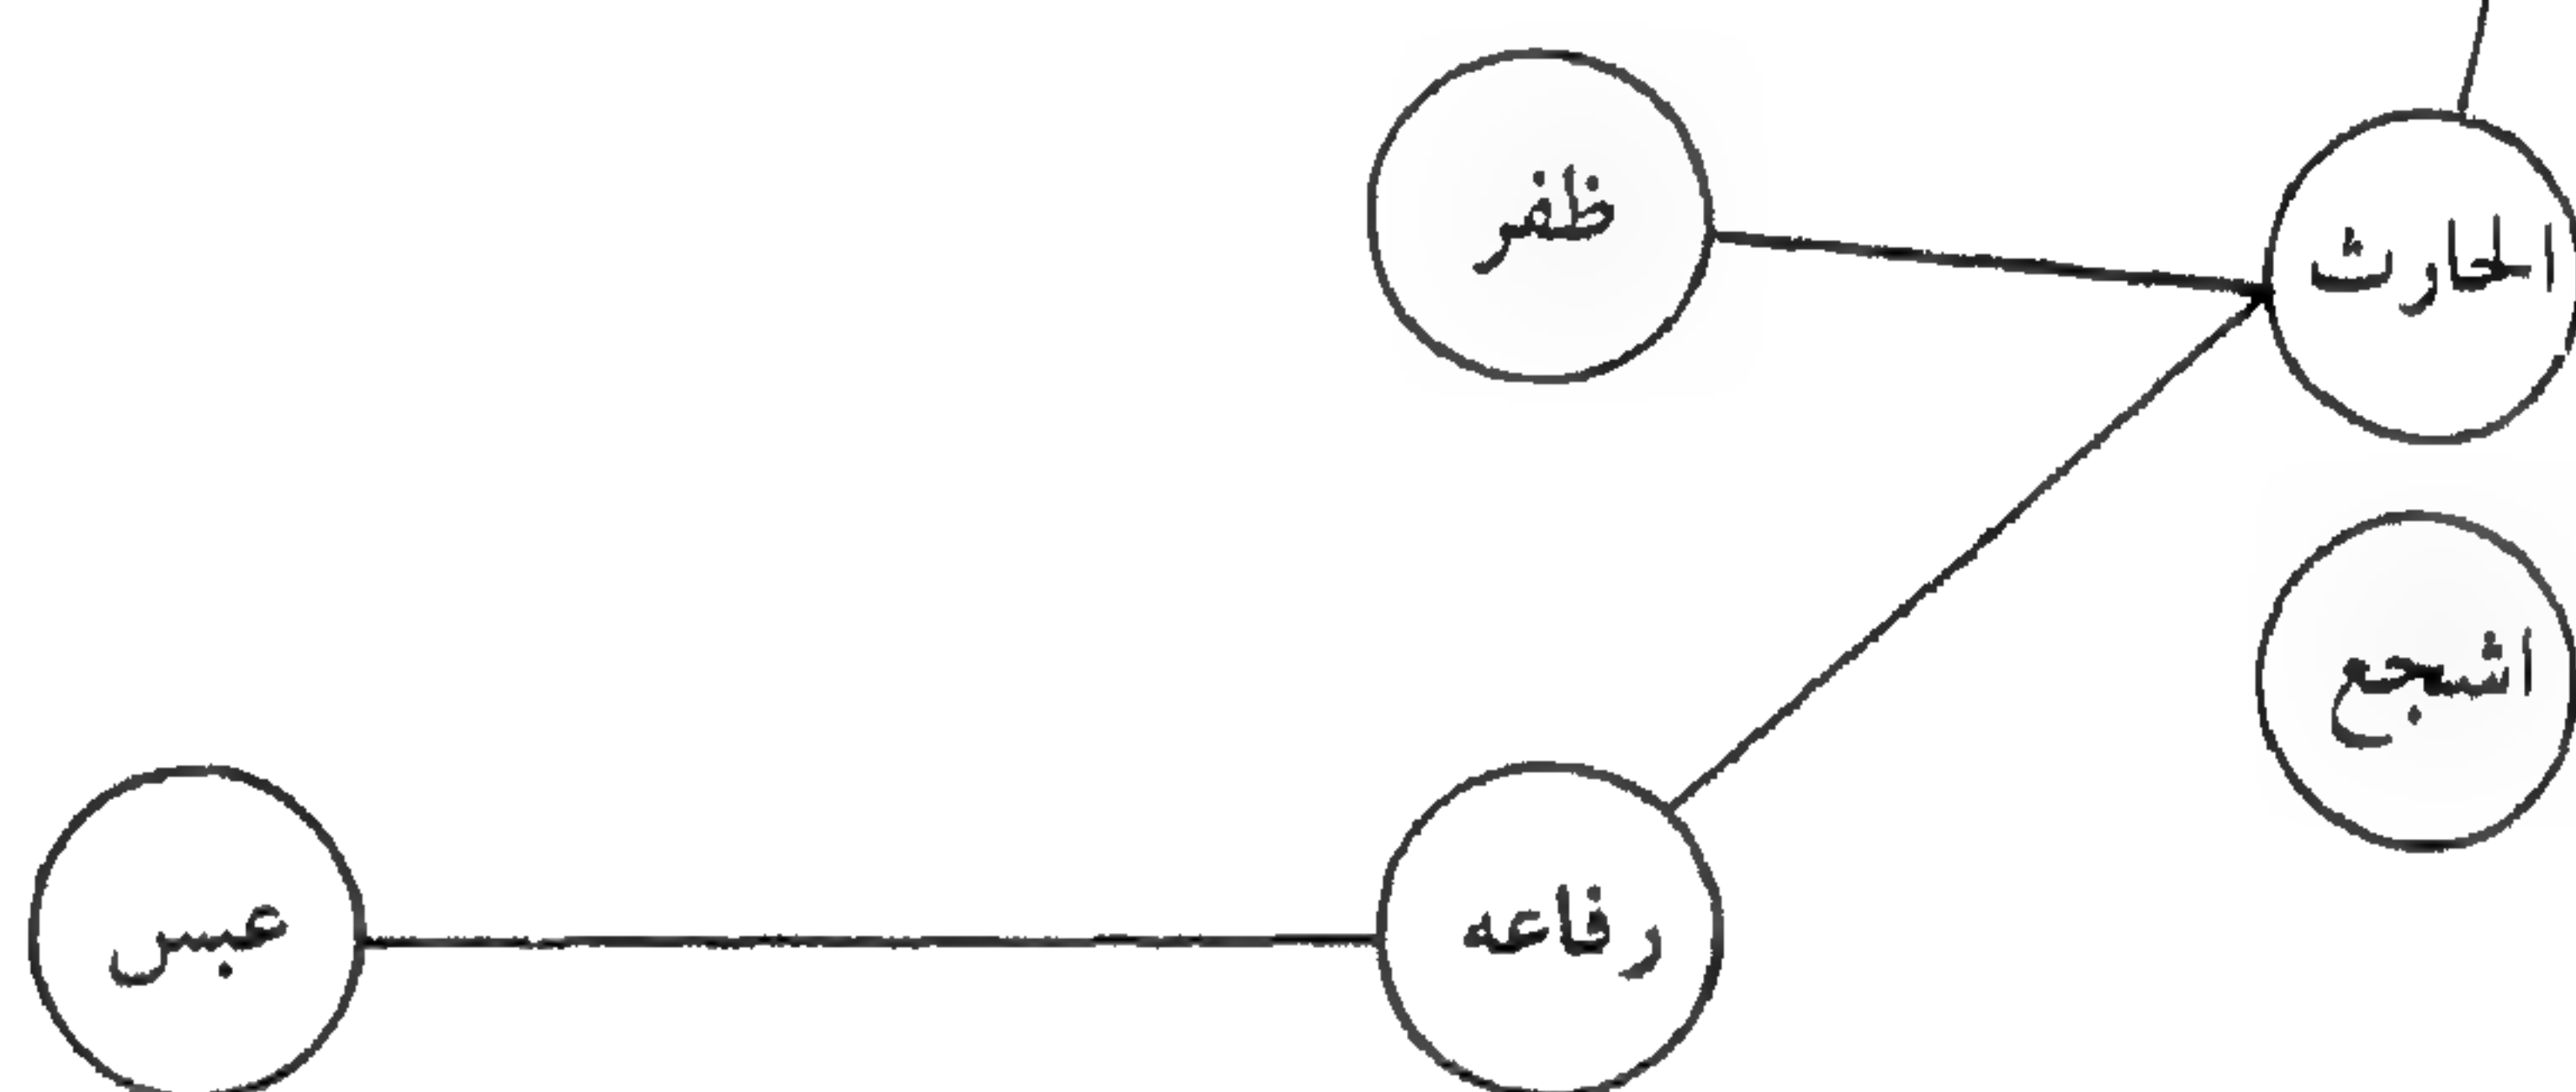 ظفر
الحارث
اشجع
رفاعه
عبس